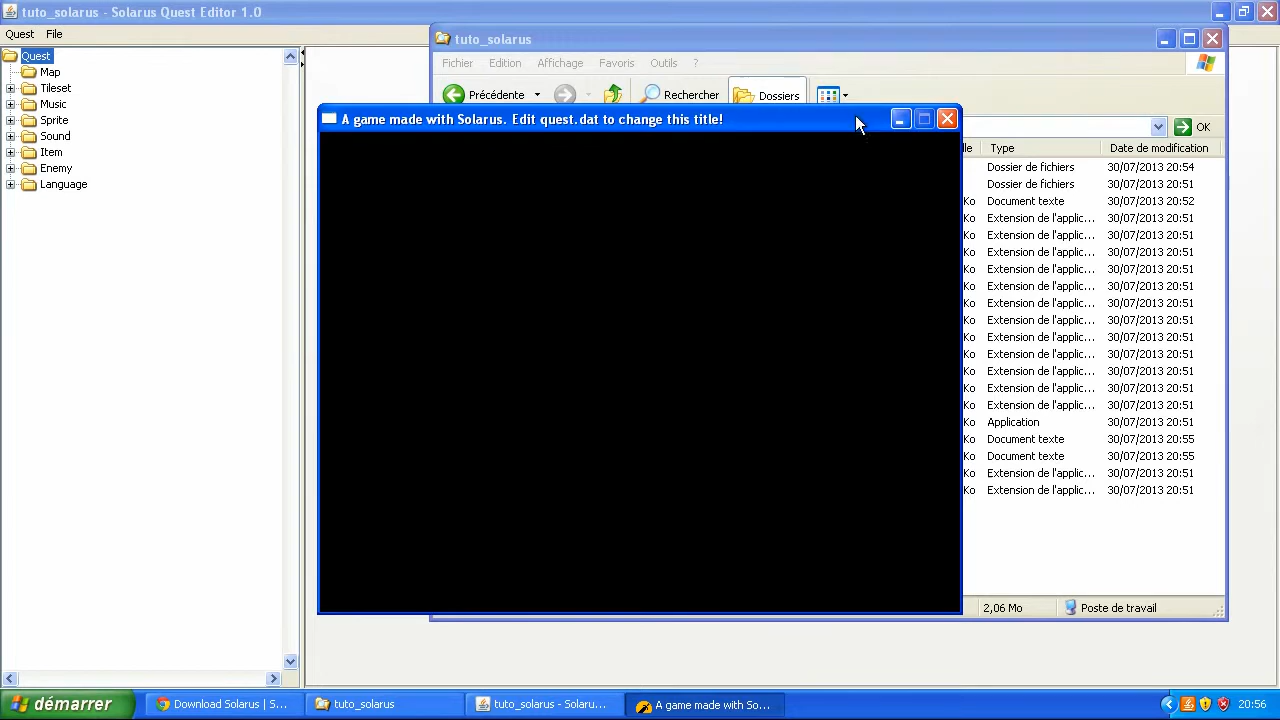 tuto_solarus - Solarus Quest Editor 1.0
Quest File
Quest
Map
Tileset
Music
Sprite
Sound
Item
Enemy
Language
tuto_solarus
Fichier Edition Affichage Favoris Outils ?
Précédente Rechercher Dossiers
OK
A game made with Solarus. Edit quest.dat to change this title!
lle Type Date de modification
Dossier de fichiers 30/07/2013 20:54
Dossier de fichiers 30/07/2013 20:51
Ko Document texte 30/07/2013 20:52
Ko Extension de l'applic... 30/07/2013 20:51
Ko Extension de l'applic... 30/07/2013 20:51
Ko Extension de l'applic... 30/07/2013 20:51
Ko Extension de l'applic... 30/07/2013 20:51
Ko Extension de l'applic... 30/07/2013 20:51
Ko Extension de l'applic... 30/07/2013 20:51
Ko Extension de l'applic... 30/07/2013 20:51
Ko Extension de l'applic... 30/07/2013 20:51
Ko Extension de l'applic... 30/07/2013 20:51
Ko Extension de l'applic... 30/07/2013 20:51
Ko Extension de l'applic... 30/07/2013 20:51
Ko Extension de l'applic... 30/07/2013 20:51
Ko Application 30/07/2013 20:51
Ko Document texte 30/07/2013 20:55
Ko Document texte 30/07/2013 20:55
Ko Extension de l'applic... 30/07/2013 20:51
Ko Extension de l'applic... 30/07/2013 20:51
2,06 Mo Poste de travail
démarrer Download Solarus | S... tuto_solarus tuto_solarus - Solaru... A game made with So... 20:56